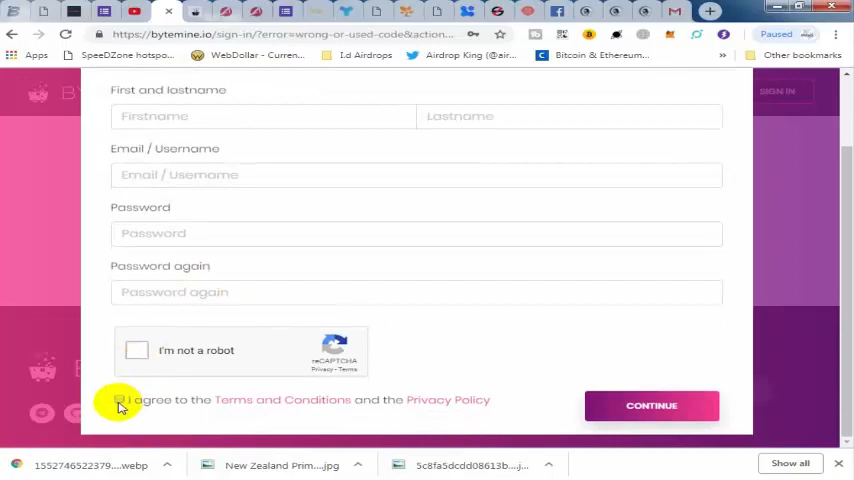 https://bytemine.io/sign-in/?error=wrong-or-used-code&action...
Paused
Apps
SpeeDZone hotspo...
WebDollar - Curren...
I.d Airdrops
Airdrop King (@air...
Bitcoin & Ethereum...
»
Other bookmarks
SIGN IN
First and lastname
Firstname
Lastname
Email / Username
Email / Username
Password
Password
Password again
Password again
I'm not a robot
reCAPTCHA
Privacy - Terms
I agree to the Terms and Conditions and the Privacy Policy
CONTINUE
1552746522379....webp
New Zealand Prim....jpg
5c8fa5dcdd08613b....j...
Show all